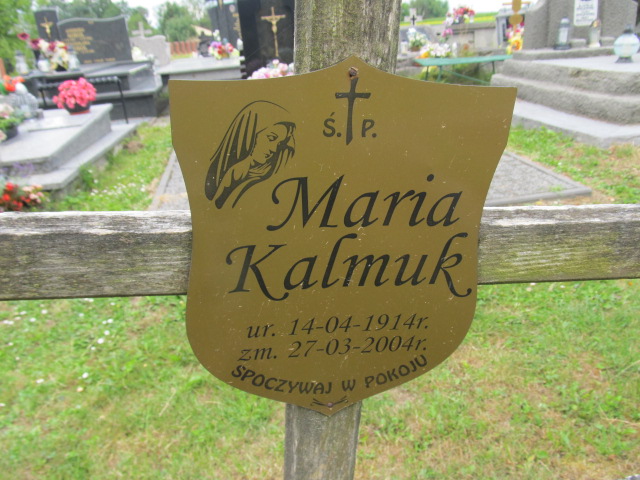 Ś.P.
Maria
Kalmuk
ur. 14-04-1914r.
zm. 27-03-2004r.
SPOCZYWAJ W POKOJU